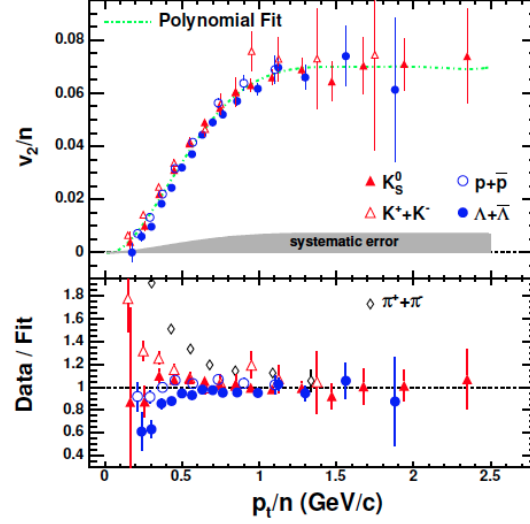 Polynomial Fit
0.08
0.06
0.04
0.02
0
v₂/n
K⁰S
p+p̅
K⁺+K⁻
Λ+Λ̅
systematic error
1.8
1.6
1.4
1.2
1
0.8
0.6
0.4
Data / Fit
π⁺+π⁻
0
0.5
1
1.5
2
2.5
pₜ/n (GeV/c)